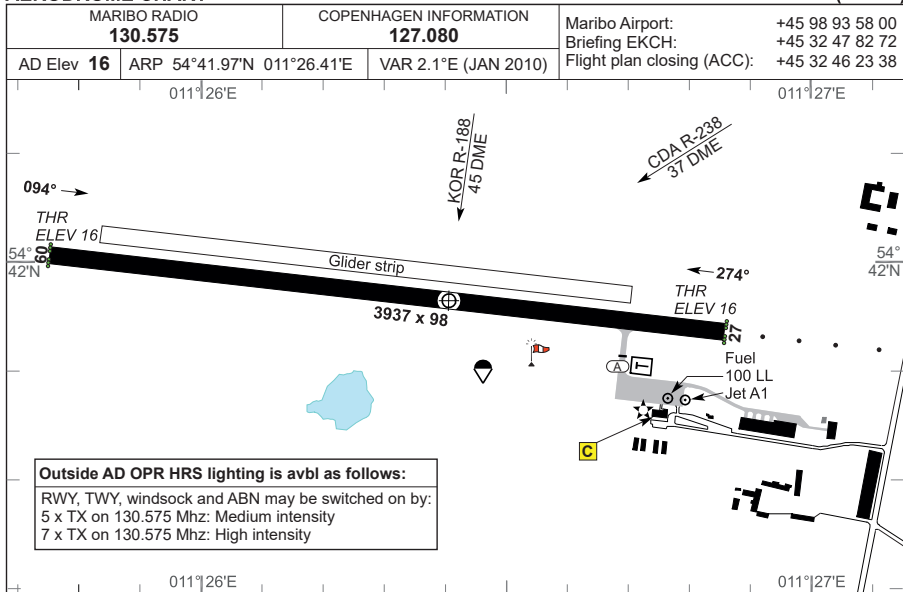 MARIBO RADIO
130.575
COPENHAGEN INFORMATION
127.080
Maribo Airport: +45 98 93 58 00
Briefing EKCH: +45 32 47 82 72
Flight plan closing (ACC): +45 32 46 23 38
AD Elev 16
ARP 54°41.97'N 011°26.41'E
VAR 2.1°E (JAN 2010)
011°26'E
011°27'E
KOR R-188
45 DME
CDA R-238
37 DME
094°
THR
ELEV 16
09
54°
42'N
Glider strip
54°
42'N
274°
THR
ELEV 16
27
3937 x 98
A
T
Fuel
100 LL
Jet A1
C
Outside AD OPR HRS lighting is avbl as follows:
RWY, TWY, windsock and ABN may be switched on by:
5 x TX on 130.575 Mhz: Medium intensity
7 x TX on 130.575 Mhz: High intensity
011°26'E
011°27'E